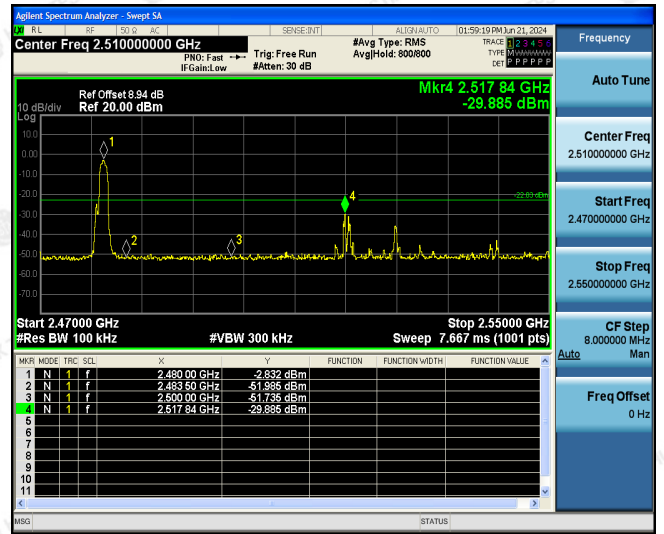 Agilent Spectrum Analyzer - Swept SA
LXI RL RF 50 Ω AC SENSE:INT ALIGN AUTO 01:59:19 PM Jun 21, 2024
Center Freq 2.510000000 GHz
PNO: Fast
IFGain:Low
Trig: Free Run
#Atten: 30 dB
#Avg Type: RMS
Avg|Hold: 800/800
TRACE 1 2 3 4 5 6
TYPE MWWWWW
DET P P P P P P
Frequency
Auto Tune
Center Freq
2.510000000 GHz
Start Freq
2.470000000 GHz
Stop Freq
2.550000000 GHz
CF Step
8.000000 MHz
Auto Man
Freq Offset
0 Hz
Ref Offset 8.94 dB
10 dB/div Ref 20.00 dBm
Log
Mkr4 2.517 84 GHz
-29.885 dBm
10.0
0.00
-10.0
-20.0
-30.0
-40.0
-50.0
-60.0
-70.0
1
2
3
4
-22.83 dBm
Start 2.47000 GHz Stop 2.55000 GHz
#Res BW 100 kHz #VBW 300 kHz Sweep 7.667 ms (1001 pts)
MKR MODE TRC SCL X Y FUNCTION FUNCTION WIDTH FUNCTION VALUE
1 N 1 f 2.480 00 GHz -2.832 dBm
2 N 1 f 2.483 50 GHz -51.985 dBm
3 N 1 f 2.500 00 GHz -51.735 dBm
4 N 1 f 2.517 84 GHz -29.885 dBm
5
6
7
8
9
10
11
MSG STATUS